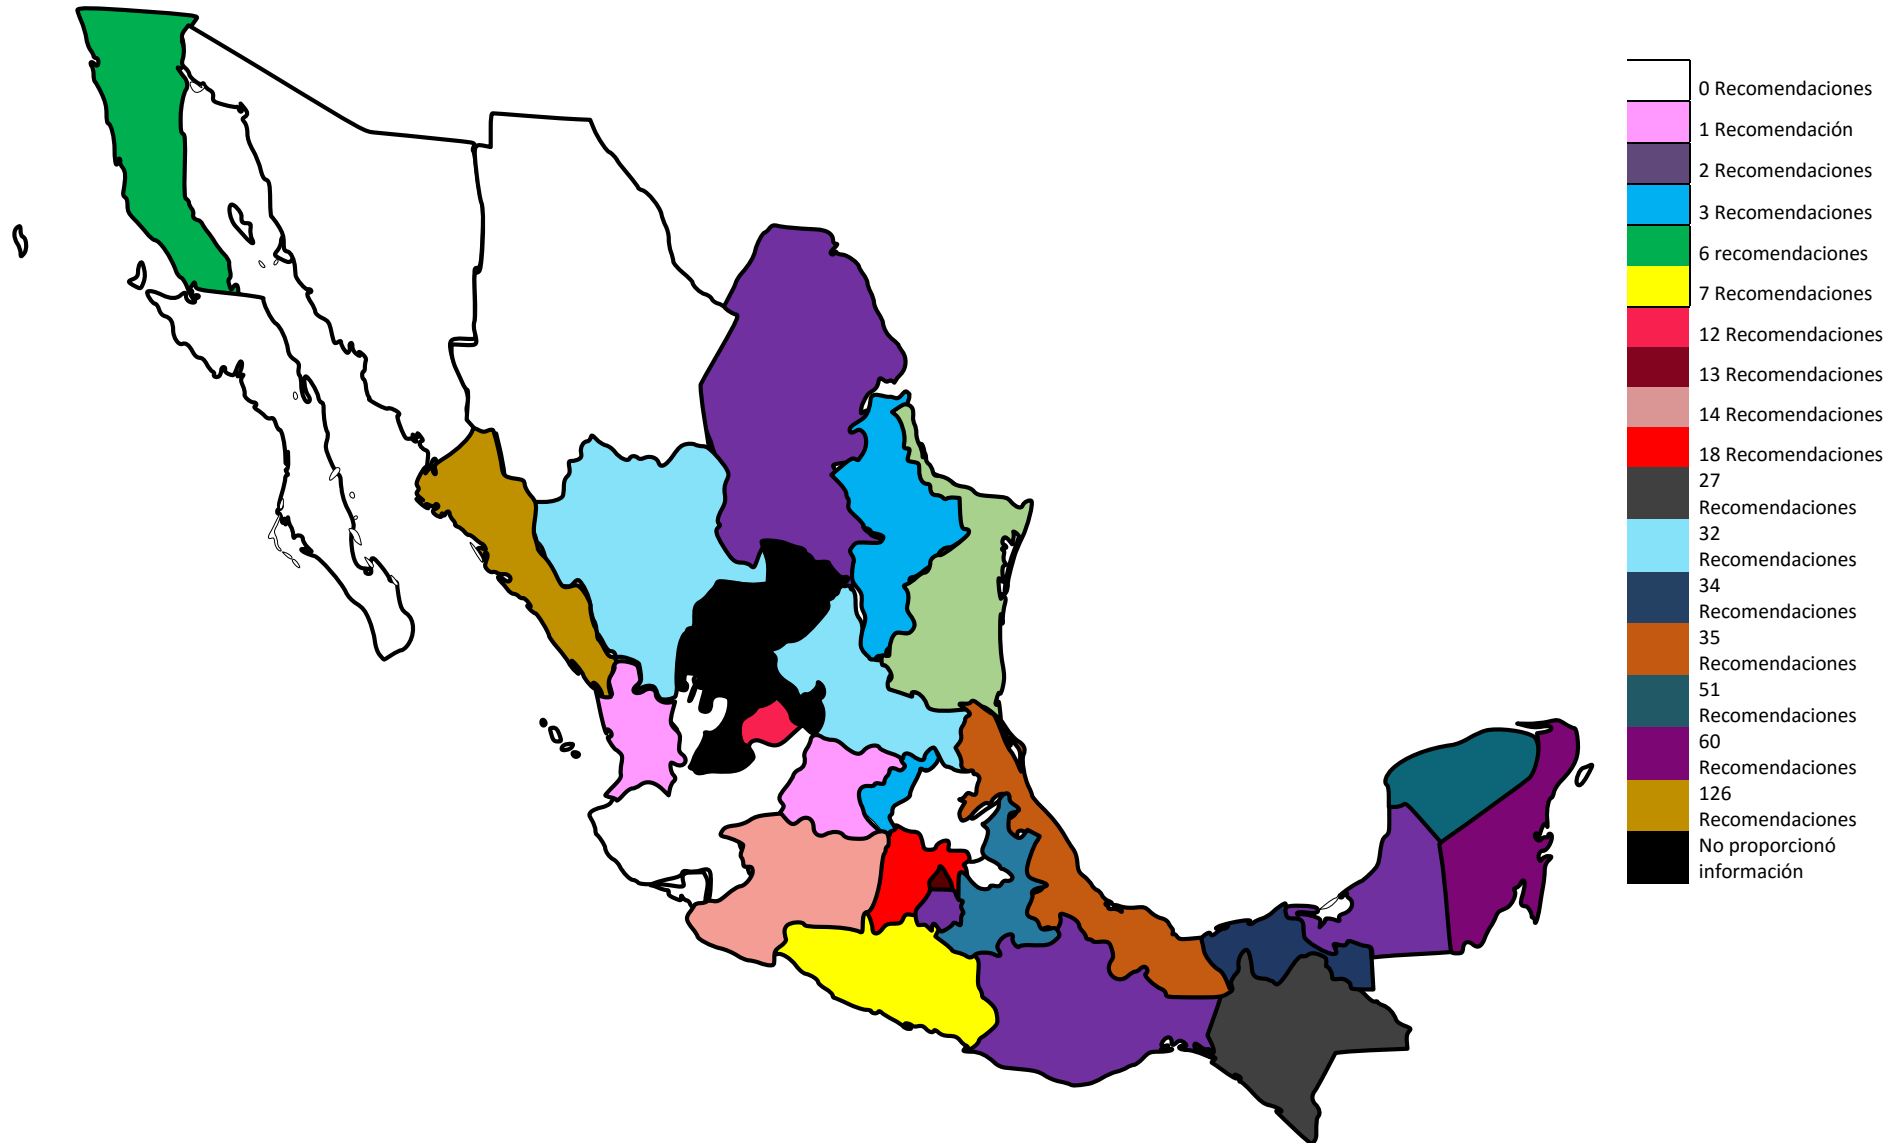 0 Recomendaciones
1 Recomendación
2 Recomendaciones
3 Recomendaciones
6 recomendaciones
7 Recomendaciones
12 Recomendaciones
13 Recomendaciones
14 Recomendaciones
18 Recomendaciones
27
Recomendaciones
32
Recomendaciones
34
Recomendaciones
35
Recomendaciones
51
Recomendaciones
60
Recomendaciones
126
Recomendaciones
No proporcionó
información